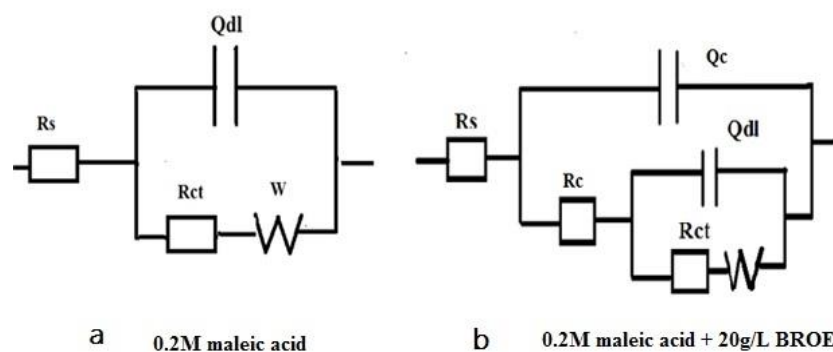 Qdl
Rs
Rct
W
a
0.2M maleic acid
Qc
Rs
Qdl
Rc
Rct
b
0.2M maleic acid + 20g/L BROE